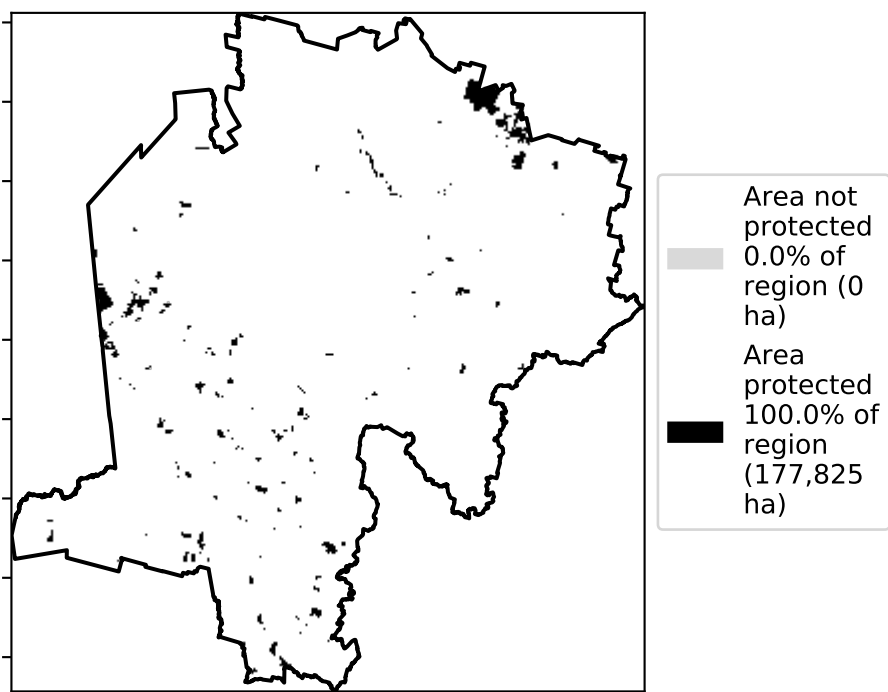 Area not
protected
0.0% of
region (0
ha)
Area
protected
100.0% of
region
(177,825
ha)